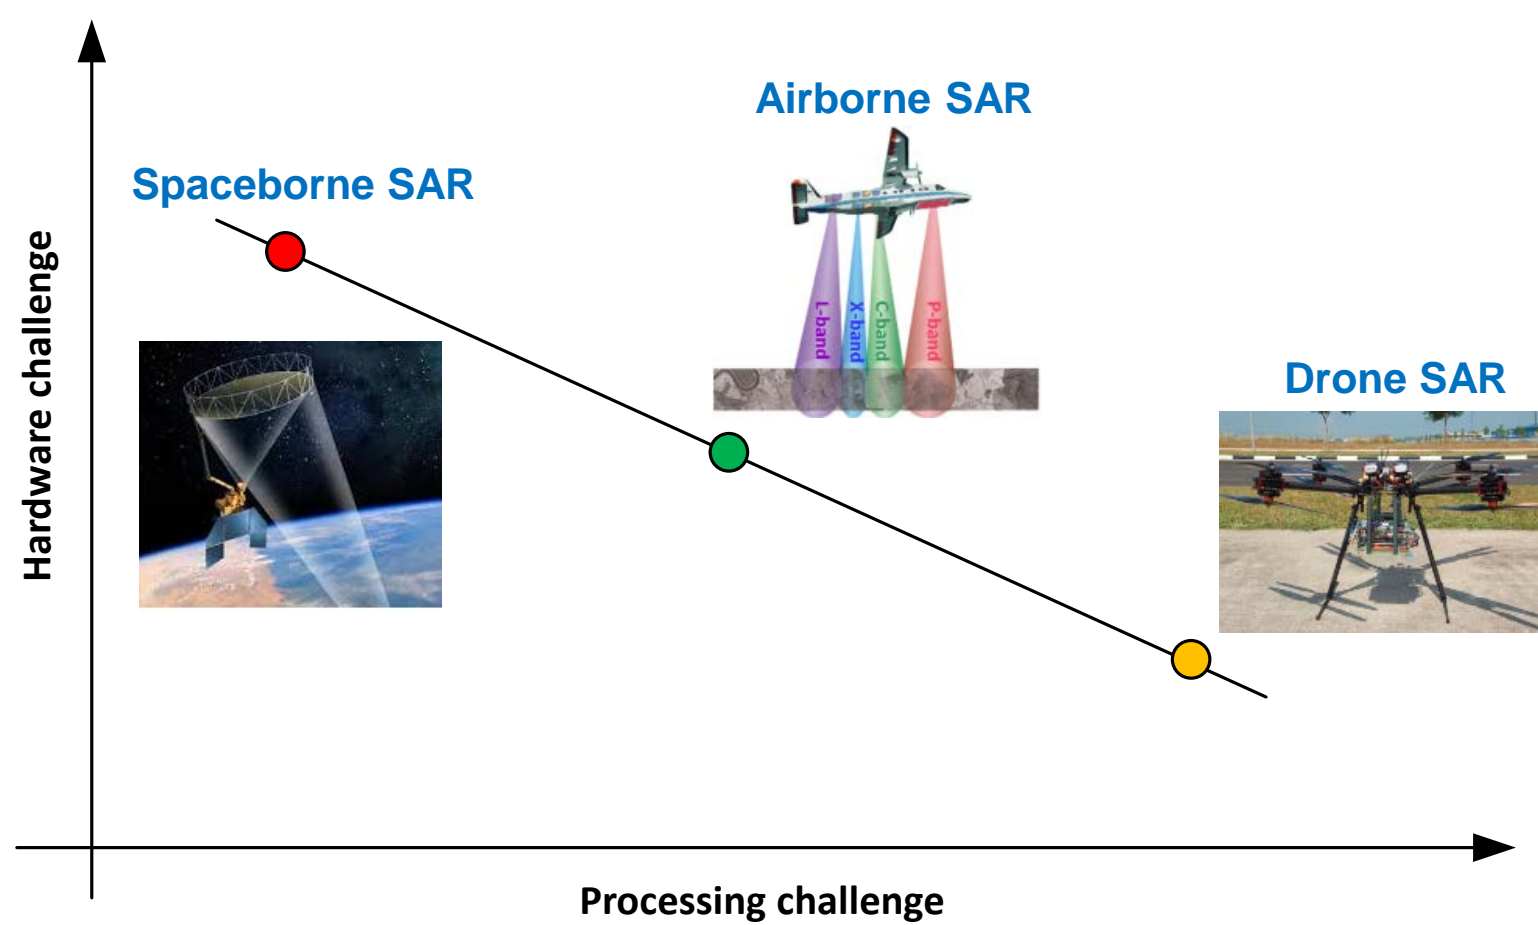 Airborne SAR
Spaceborne SAR
L-band
X-band
C-band
P-band
Drone SAR
Hardware challenge
Processing challenge